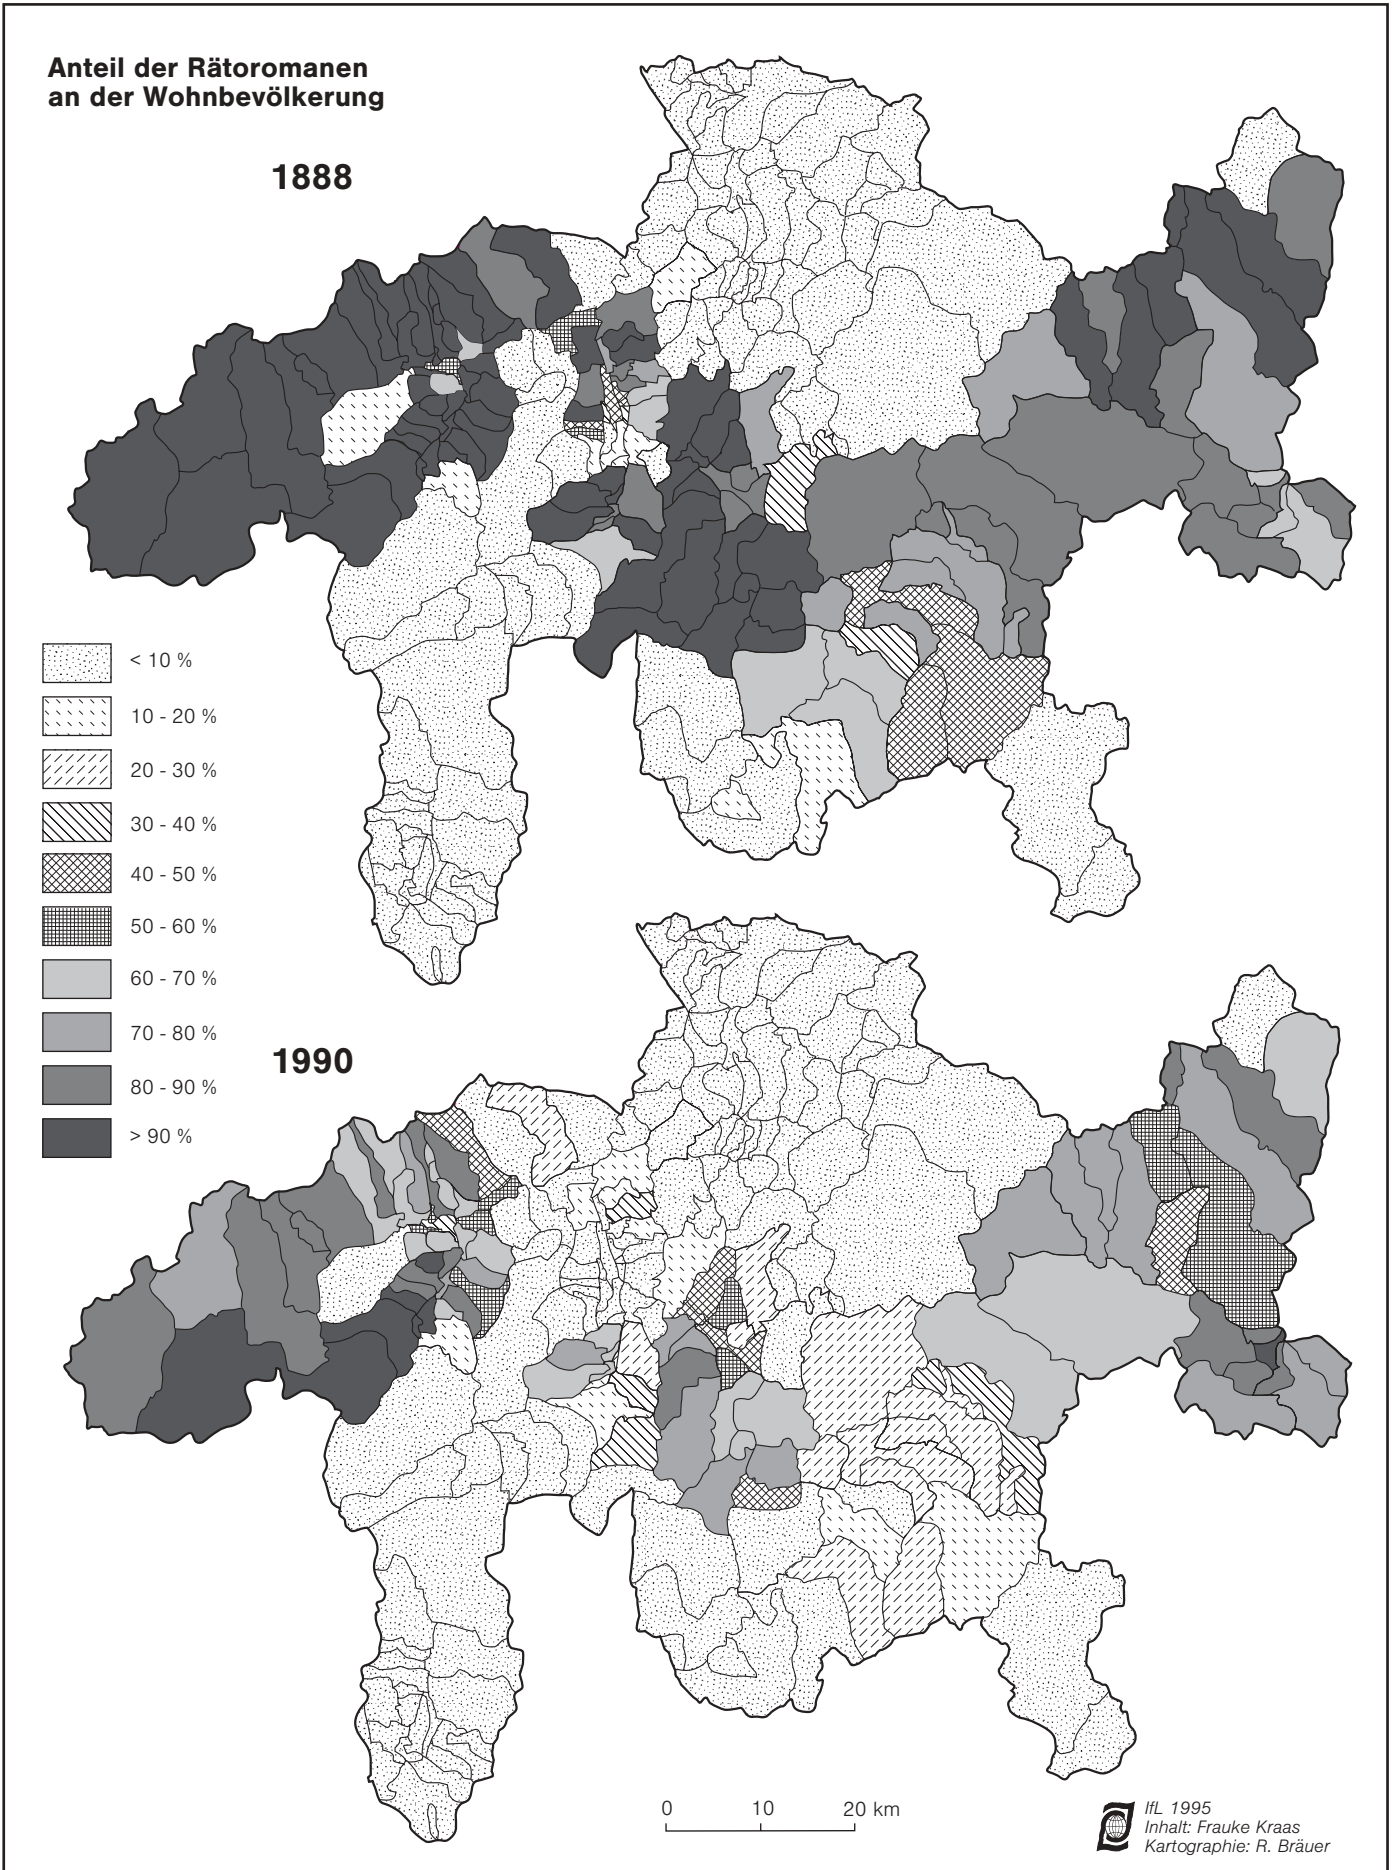 Anteil der Rätoromanen
an der Wohnbevölkerung
1888
< 10 %
10 - 20 %
20 - 30 %
30 - 40 %
40 - 50 %
50 - 60 %
60 - 70 %
70 - 80 %
80 - 90 %
> 90 %
1990
0 10 20 km
IfL 1995
Inhalt: Frauke Kraas
Kartographie: R. Bräuer